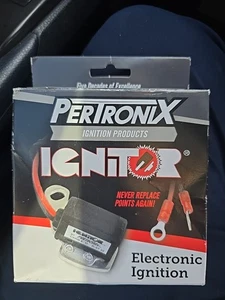 Five Decades of Excellence
PERTRONIX
IGNITION PRODUCTS
IGNITOR®
NEVER REPLACE
POINTS AGAIN!
Electronic
Ignition